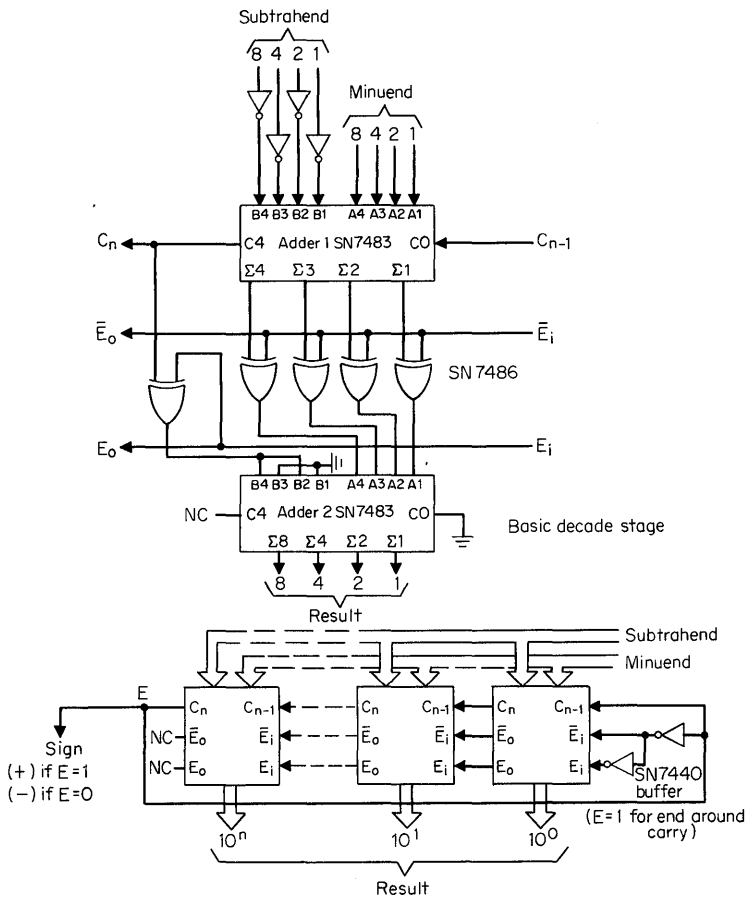 Subtrahend
8 4 2 1
Minuend
8 4 2 1
B4 B3 B2 B1 A4 A3 A2 A1
Cn C4 Adder 1 SN7483 CO Cn-1
Σ4 Σ3 Σ2 Σ1
Ēo Ēi
SN7486
Eo Ei
B4 B3 B2 B1 A4 A3 A2 A1
NC C4 Adder 2 SN7483 CO
Basic decade stage
Σ8 Σ4 Σ2 Σ1
8 4 2 1
Result
Subtrahend
Minuend
E Cn Cn-1 Cn Cn-1 Cn Cn-1
Sign NC Ēo Ēi Ēo Ēi Ēo Ēi
(+) if E=1 NC Eo Ei Eo Ei Eo Ei SN7440
(−) if E=0 buffer
(E=1 for end around
carry)
10ⁿ 10¹ 10⁰
Result